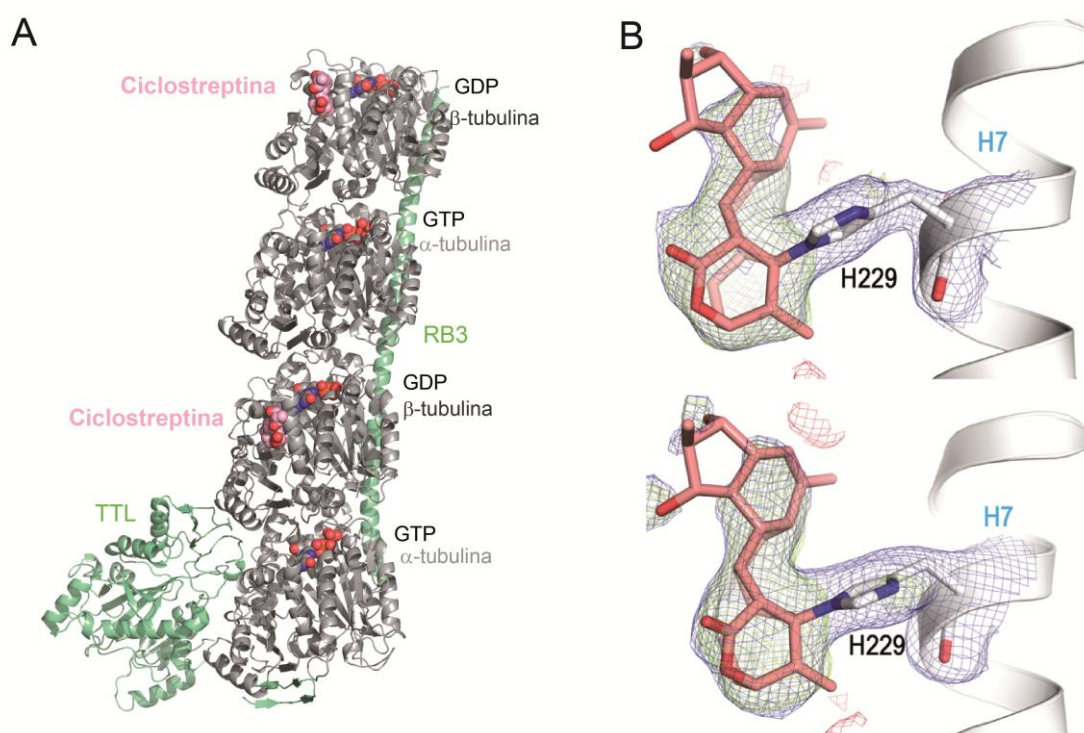 A
Ciclostreptina
GDP
β-tubulina
GTP
α-tubulina
RB3
Ciclostreptina
GDP
β-tubulina
TTL
GTP
α-tubulina
B
H7
H229
H7
H229